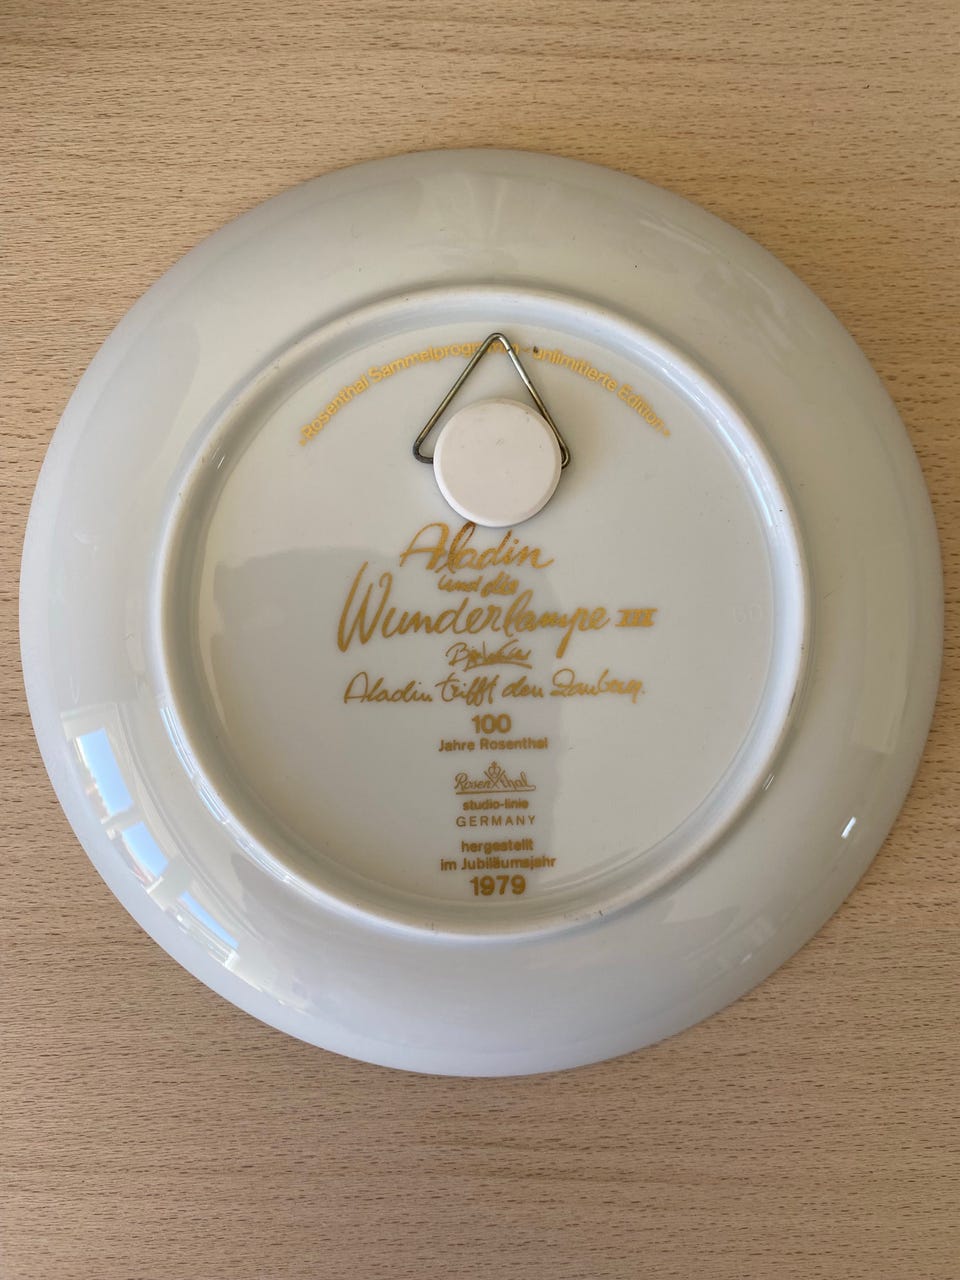 -Rosenthal Sammelprogramm - unlimitierte Edition-
Aladin
und die
Wunderlampe III
Aladin trifft den Zauberer.
100
Jahre Rosenthal
Rosenthal
studio-linie
GERMANY
hergestellt
im Jubiläumsjahr
1979
60